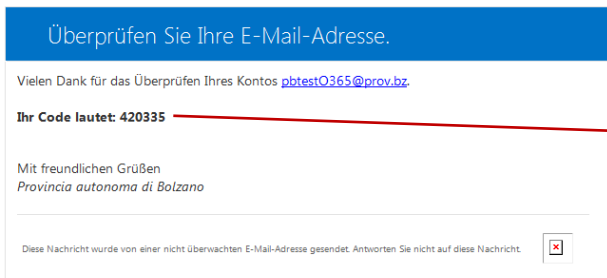 Überprüfen Sie Ihre E-Mail-Adresse.
Vielen Dank für das Überprüfen Ihres Kontos pbtestO365@prov.bz.
Ihr Code lautet: 420335
Mit freundlichen Grüßen
Provincia autonoma di Bolzano
Diese Nachricht wurde von einer nicht überwachten E-Mail-Adresse gesendet. Antworten Sie nicht auf diese Nachricht.